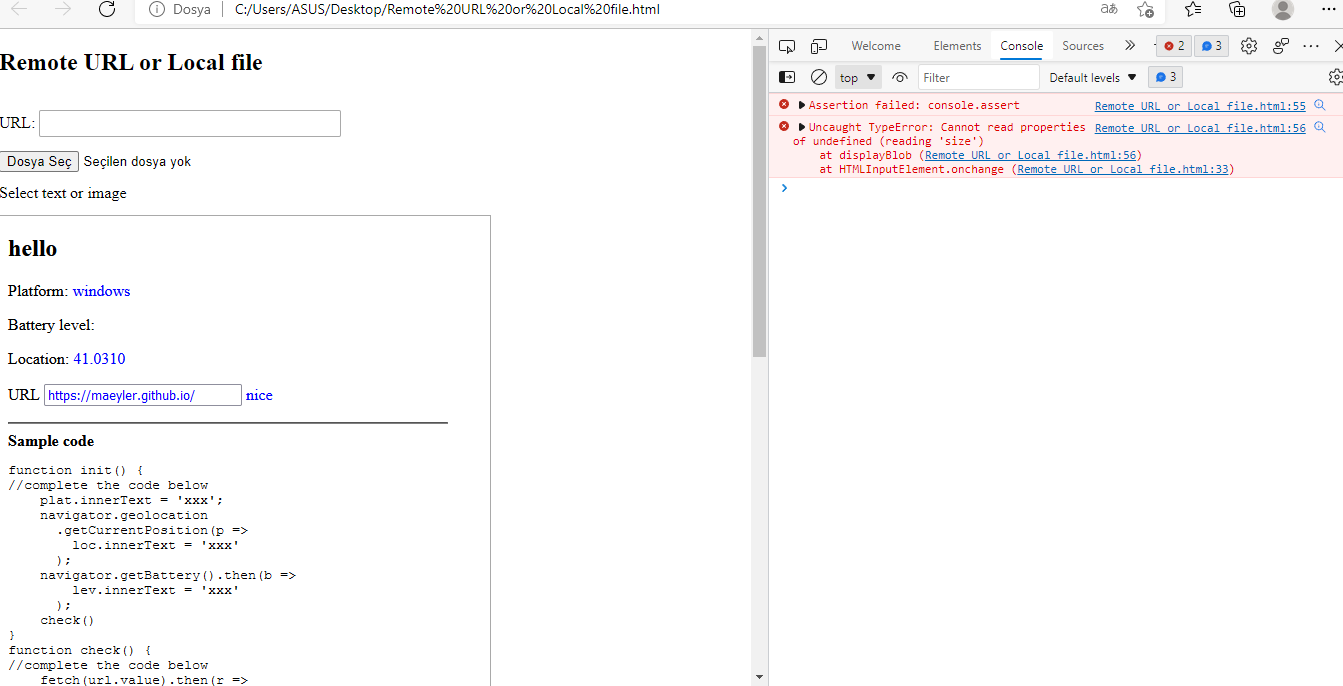 Dosya C:/Users/ASUS/Desktop/Remote%20URL%20or%20Local%20file.html
Remote URL or Local file
URL:
Dosya Seç Seçilen dosya yok
Select text or image
hello
Platform: windows
Battery level:
Location: 41.0310
URL https://maeyler.github.io/ nice
Sample code
function init() {
//complete the code below
    plat.innerText = 'xxx';
    navigator.geolocation
      .getCurrentPosition(p =>
        loc.innerText = 'xxx'
      );
    navigator.getBattery().then(b =>
        lev.innerText = 'xxx'
      );
    check()
}
function check() {
//complete the code below
    fetch(url.value).then(r =>
Welcome Elements Console Sources 2 3
top Filter Default levels 3
Assertion failed: console.assert Remote URL or Local file.html:55
Uncaught TypeError: Cannot read properties Remote URL or Local file.html:56
of undefined (reading 'size')
    at displayBlob (Remote URL or Local file.html:56)
    at HTMLInputElement.onchange (Remote URL or Local file.html:33)